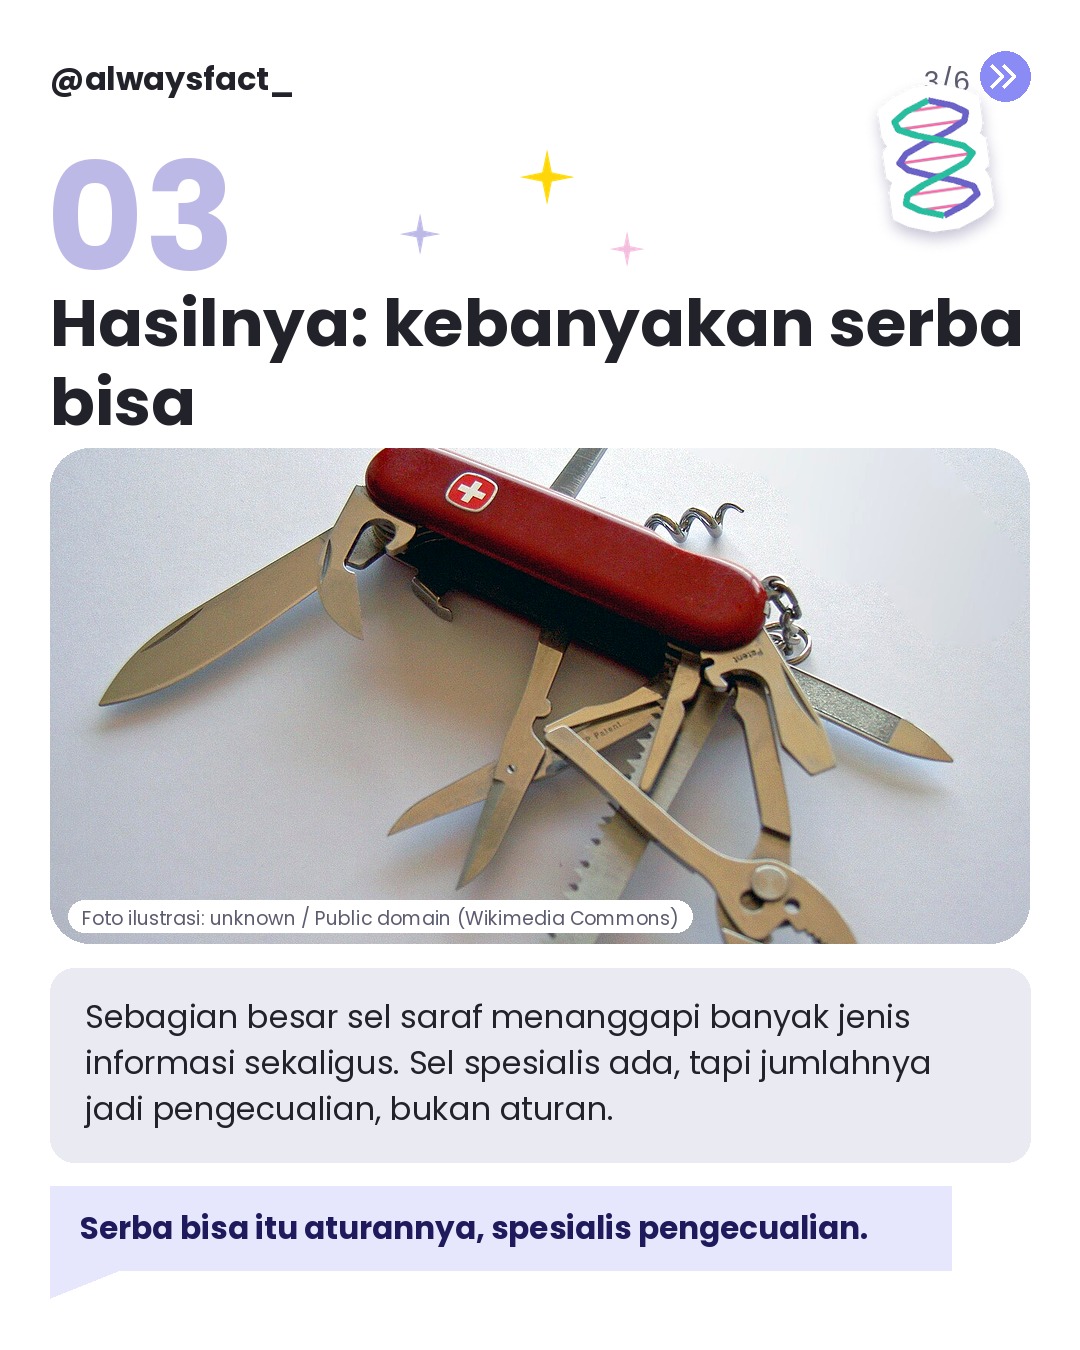 @alwaysfact_
3/6
03
Hasilnya: kebanyakan serba
bisa
Patent
Patent...
Foto ilustrasi: unknown / Public domain (Wikimedia Commons)
Sebagian besar sel saraf menanggapi banyak jenis
informasi sekaligus. Sel spesialis ada, tapi jumlahnya
jadi pengecualian, bukan aturan.
Serba bisa itu aturannya, spesialis pengecualian.